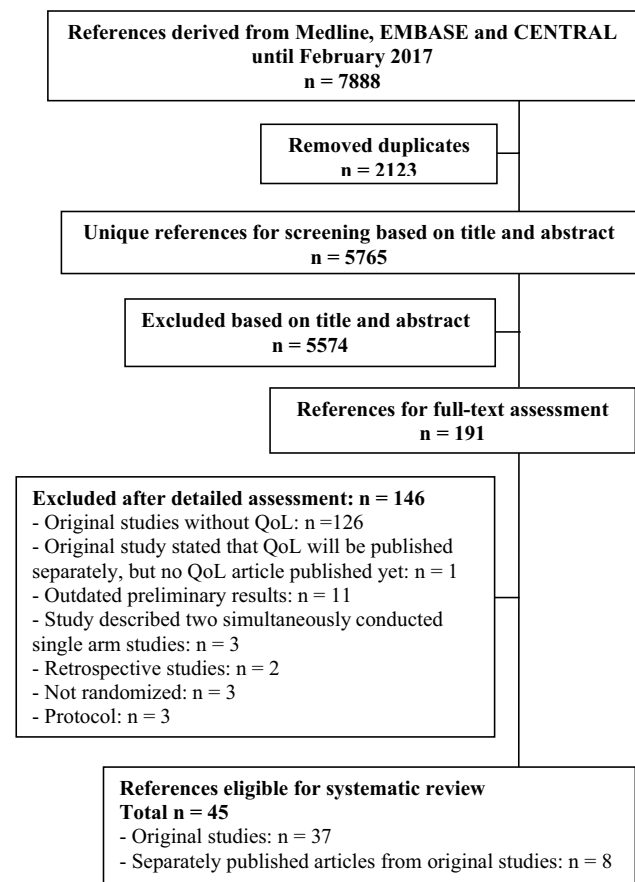 References derived from Medline, EMBASE and CENTRAL
until February 2017
n = 7888
Removed duplicates
n = 2123
Unique references for screening based on title and abstract
n = 5765
Excluded based on title and abstract
n = 5574
References for full-text assessment
n = 191
Excluded after detailed assessment: n = 146
- Original studies without QoL: n =126
- Original study stated that QoL will be published
separately, but no QoL article published yet: n = 1
- Outdated preliminary results: n = 11
- Study described two simultaneously conducted
single arm studies: n = 3
- Retrospective studies: n = 2
- Not randomized: n = 3
- Protocol: n = 3
References eligible for systematic review
Total n = 45
- Original studies: n = 37
- Separately published articles from original studies: n = 8